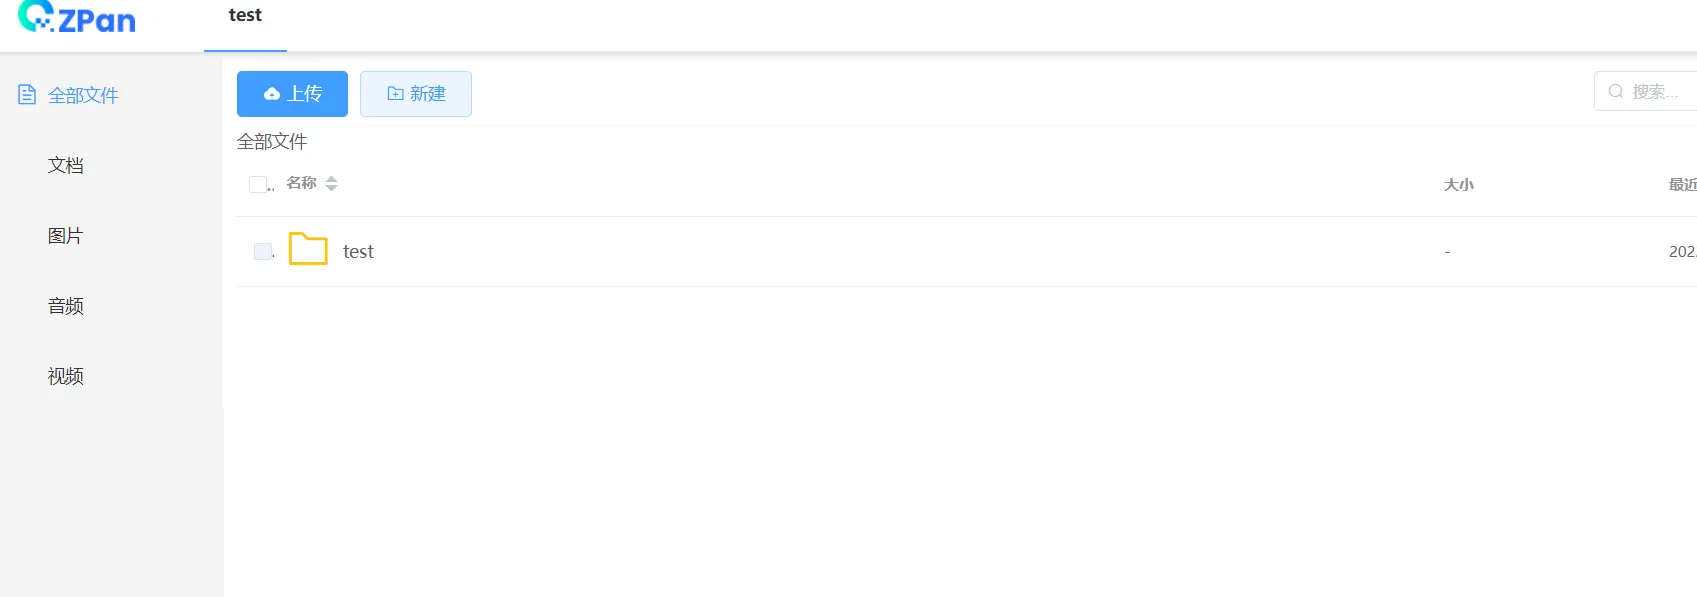 ZPan
test
全部文件
文档
图片
音频
视频
上传 新建 搜索...
全部文件
名称 大小 最近
test - 202